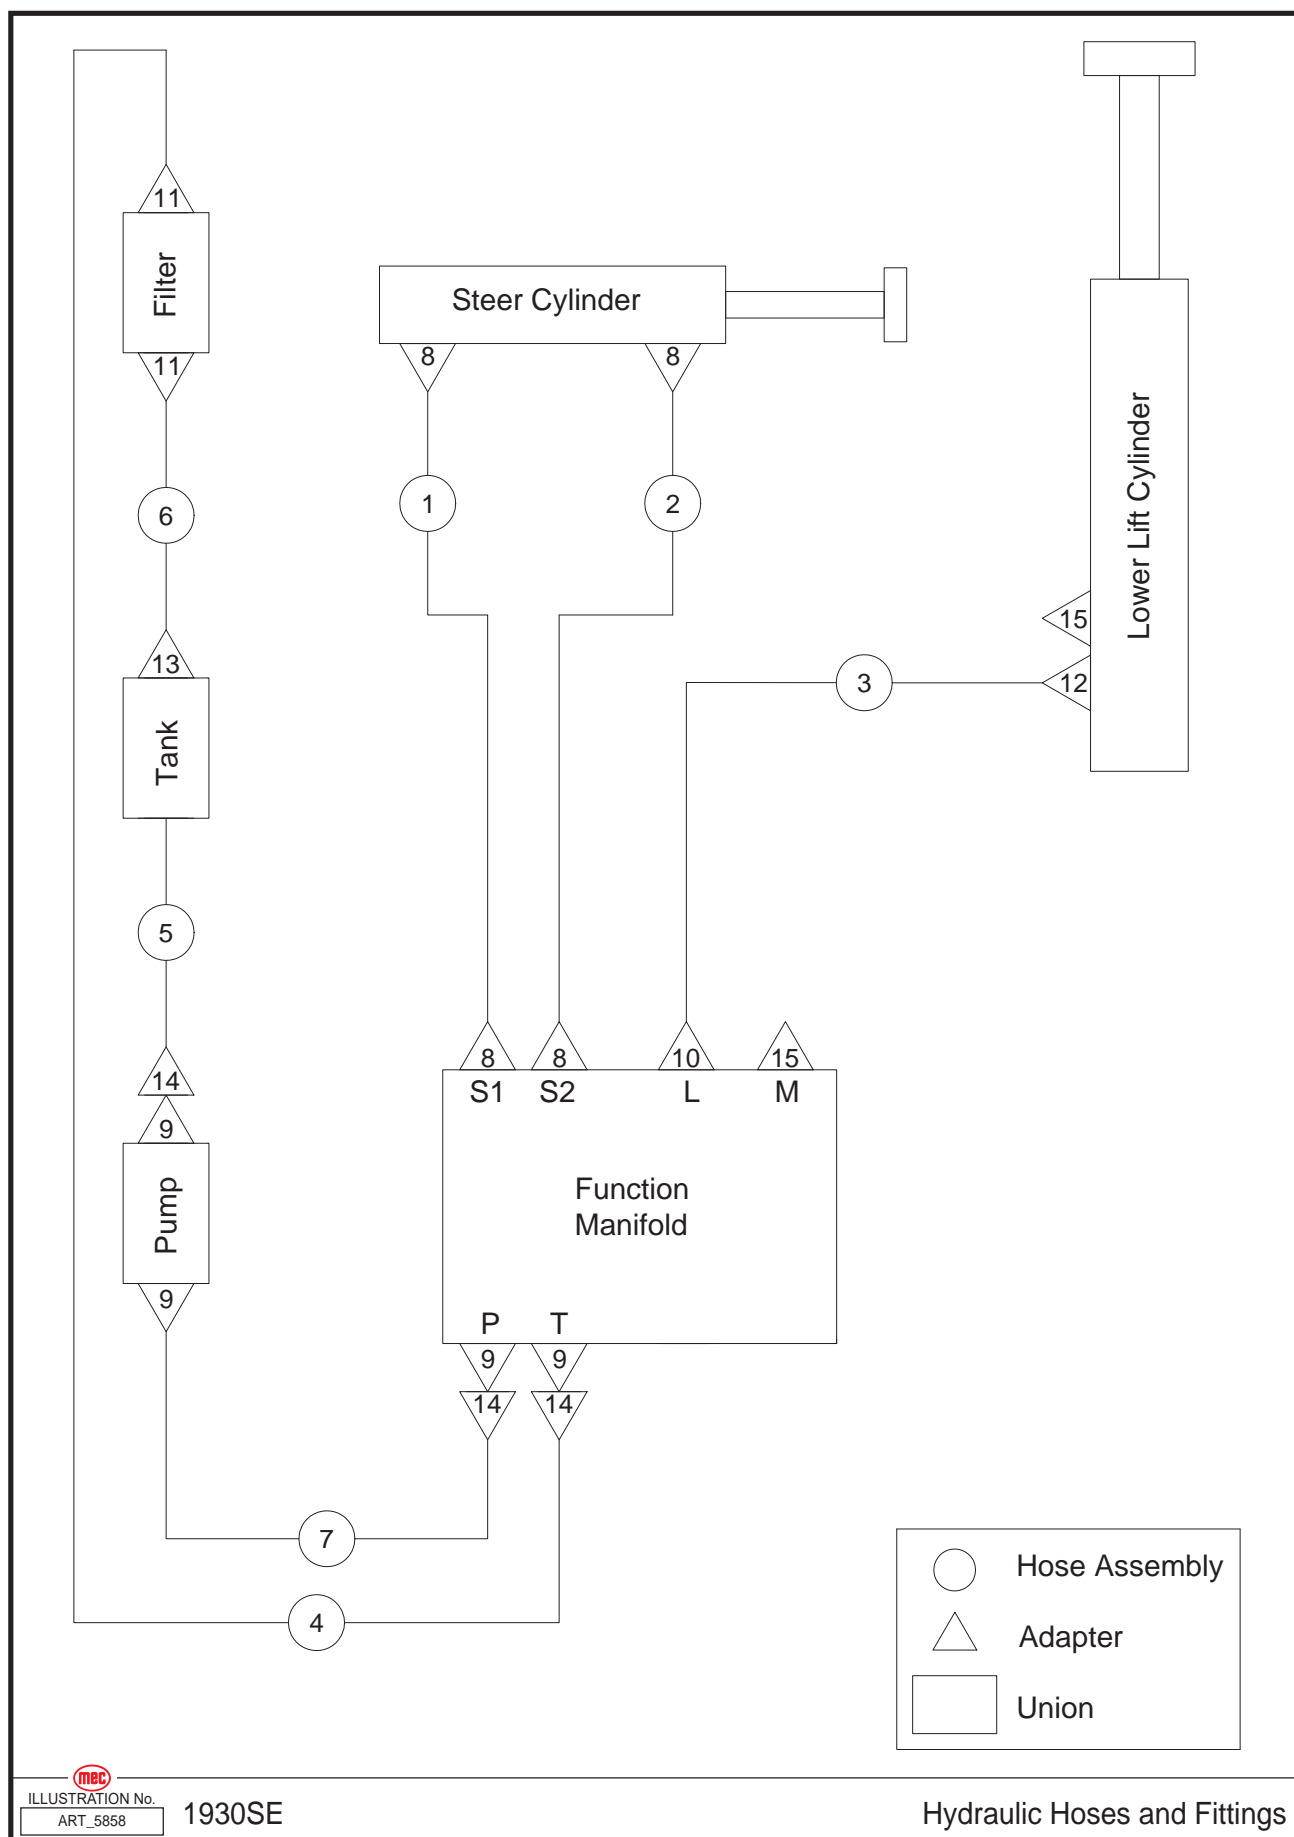 11
Filter
11
6
13
Tank
5
14
9
Pump
9
Steer Cylinder
8 8
1 2
Lower Lift Cylinder
15
12
3
8 8 10 15
S1 S2 L M
Function
Manifold
P T
9 9
14 14
7
4
Hose Assembly
Adapter
Union
mec
ILLUSTRATION No.
ART_5858
1930SE
Hydraulic Hoses and Fittings